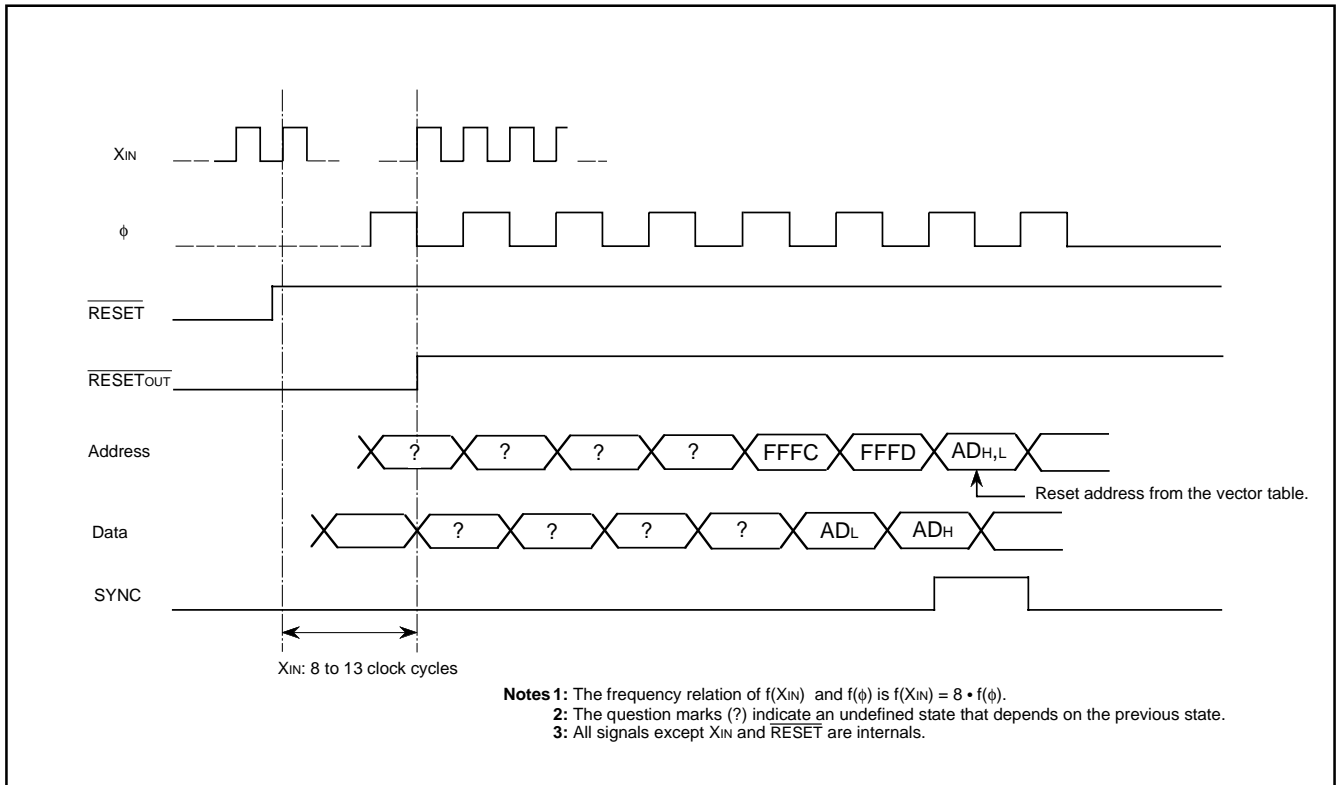 XIN
ϕ
RESET
RESETOUT
Address
? ? ? ? FFFC FFFD ADH,L
Reset address from the vector table.
Data
? ? ? ? ADL ADH
SYNC
XIN: 8 to 13 clock cycles
Notes 1: The frequency relation of f(XIN) and f(ϕ) is f(XIN) = 8 • f(ϕ).
2: The question marks (?) indicate an undefined state that depends on the previous state.
3: All signals except XIN and RESET are internals.